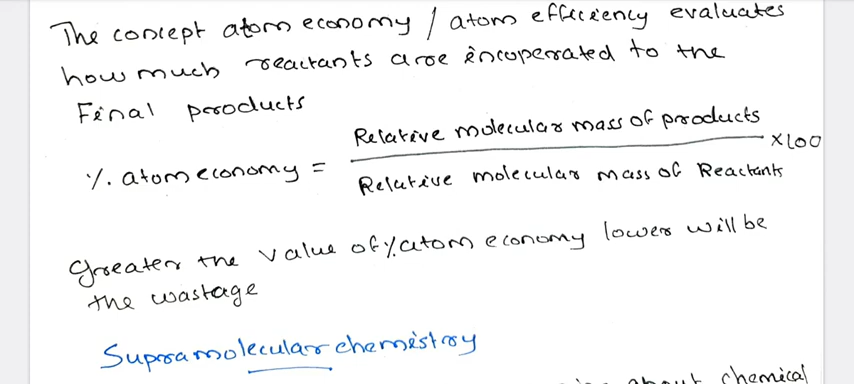 The concept atom economy / atom efficiency evaluates
how much reactants are incoperated to the
Final products
%. atom economy = Relative molecular mass of products / Relative molecular mass of Reactants ×100
Greater the value of % atom economy lower will be
the wastage
Supramolecular chemistry
about chemical